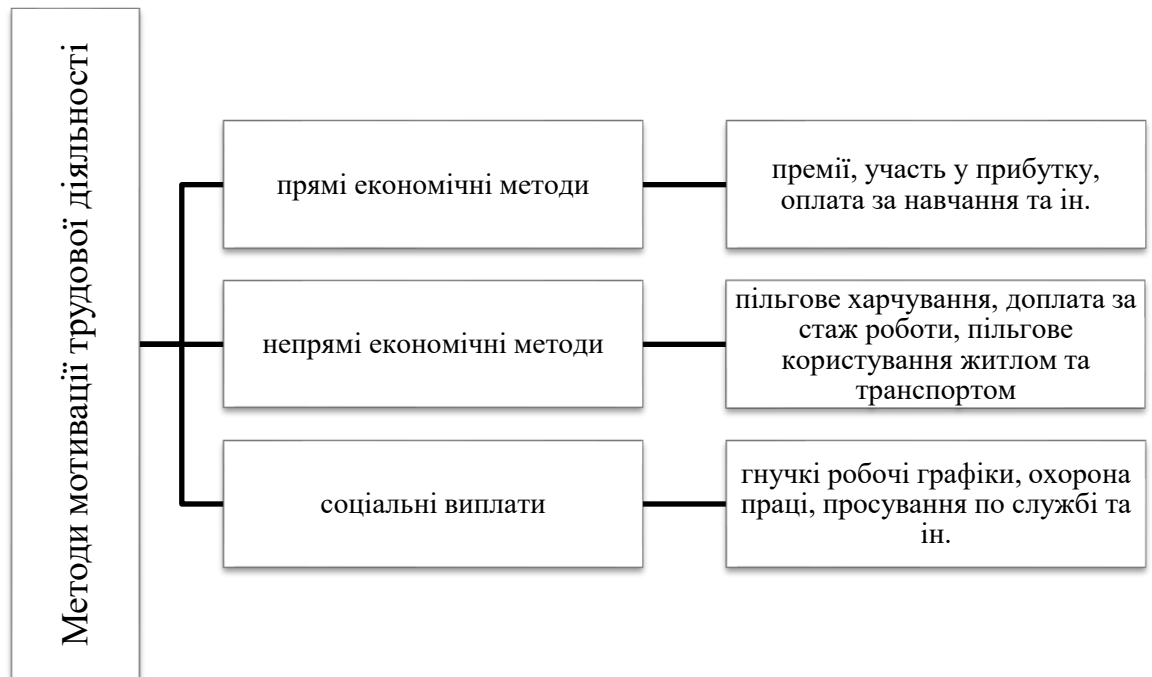 Методи мотивації трудової діяльності
прямі економічні методи
премії, участь у прибутку,
оплата за навчання та ін.
непрямі економічні методи
пільгове харчування, доплата за
стаж роботи, пільгове
користування житлом та
транспортом
соціальні виплати
гнучкі робочі графіки, охорона
праці, просування по службі та
ін.